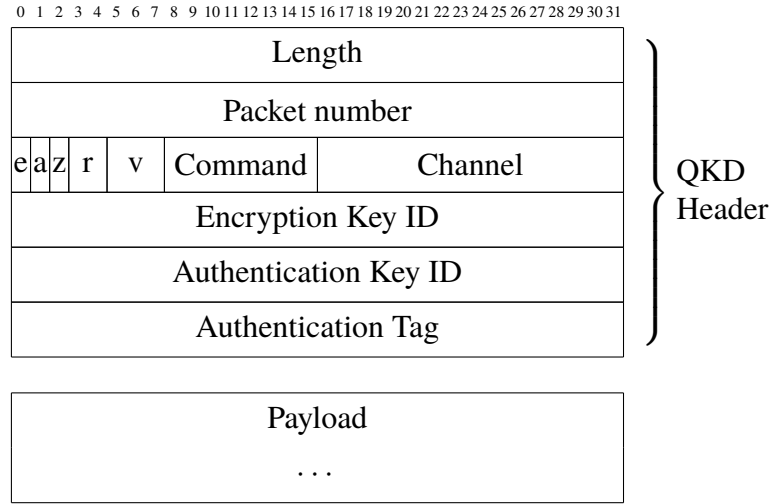 0 1 2 3 4 5 6 7 8 9 10 11 12 13 14 15 16 17 18 19 20 21 22 23 24 25 26 27 28 29 30 31
Length
Packet number
e a z r v Command Channel
Encryption Key ID
Authentication Key ID
Authentication Tag
QKD
Header
Payload
. . .